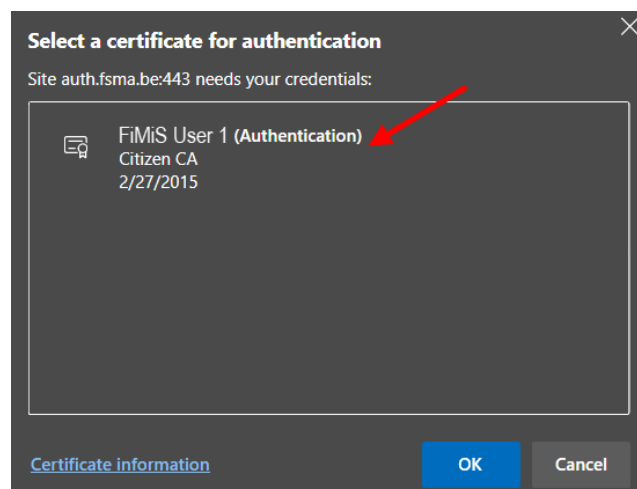 Select a certificate for authentication
Site auth.fsma.be:443 needs your credentials:
FiMiS User 1 (Authentication)
Citizen CA
2/27/2015
Certificate information
OK
Cancel